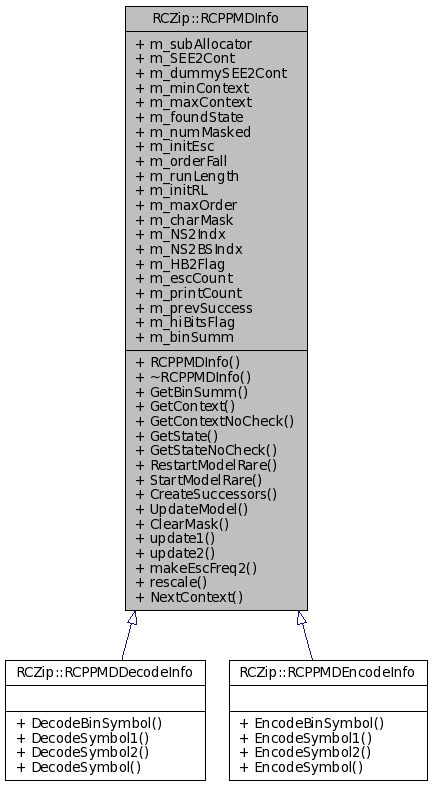 RCZip::RCPPMDInfo
+ m_subAllocator
+ m_SEE2Cont
+ m_dummySEE2Cont
+ m_minContext
+ m_maxContext
+ m_foundState
+ m_numMasked
+ m_initEsc
+ m_orderFall
+ m_runLength
+ m_initRL
+ m_maxOrder
+ m_charMask
+ m_NS2Indx
+ m_NS2BSIndx
+ m_HB2Flag
+ m_escCount
+ m_printCount
+ m_prevSuccess
+ m_hiBitsFlag
+ m_binSumm
+ RCPPMDInfo()
+ ~RCPPMDInfo()
+ GetBinSumm()
+ GetContext()
+ GetContextNoCheck()
+ GetState()
+ GetStateNoCheck()
+ RestartModelRare()
+ StartModelRare()
+ CreateSuccessors()
+ UpdateModel()
+ ClearMask()
+ update1()
+ update2()
+ makeEscFreq2()
+ rescale()
+ NextContext()
RCZip::RCPPMDDecodeInfo
+ DecodeBinSymbol()
+ DecodeSymbol1()
+ DecodeSymbol2()
+ DecodeSymbol()
RCZip::RCPPMDEncodeInfo
+ EncodeBinSymbol()
+ EncodeSymbol1()
+ EncodeSymbol2()
+ EncodeSymbol()